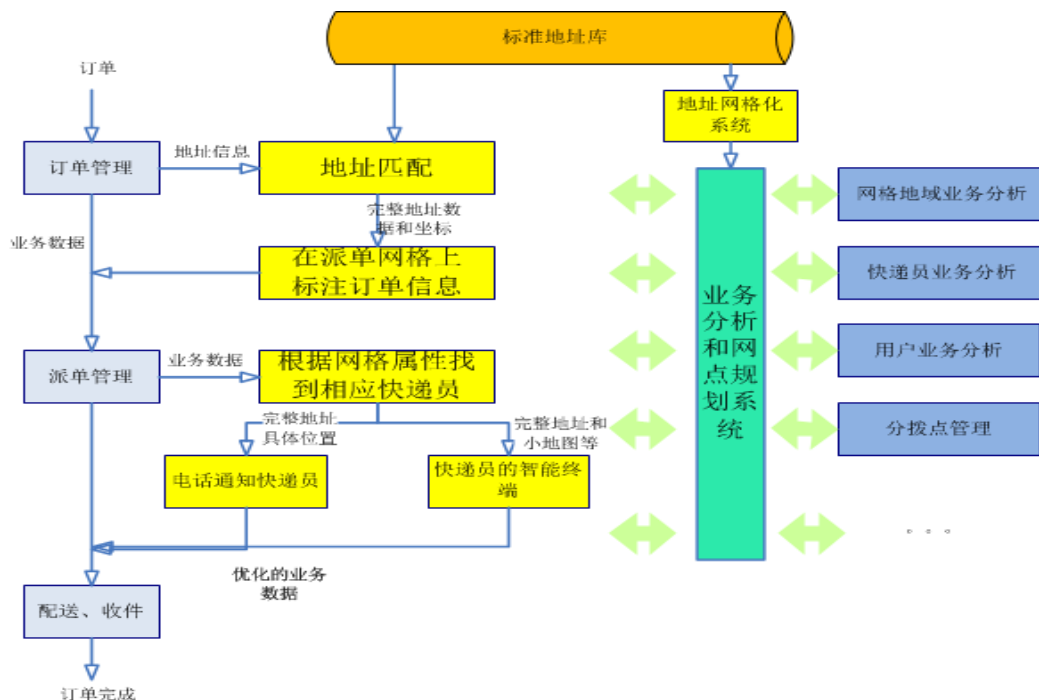 标准地址库
订单
地址网格化
系统
订单管理
地址信息
地址匹配
网格地域业务分析
完整地址数
据和坐标
业务数据
在派单网格上
标注订单信息
快递员业务分析
业务
分析
和网
点规
划系
统
派单管理
业务数据
根据网格属性找
到相应快递员
用户业务分析
完整地址
具体位置
完整地址和
小地图等
分拨点管理
电话通知快递员
快递员的智能终
端
。。。
优化的业务
数据
配送、收件
订单完成